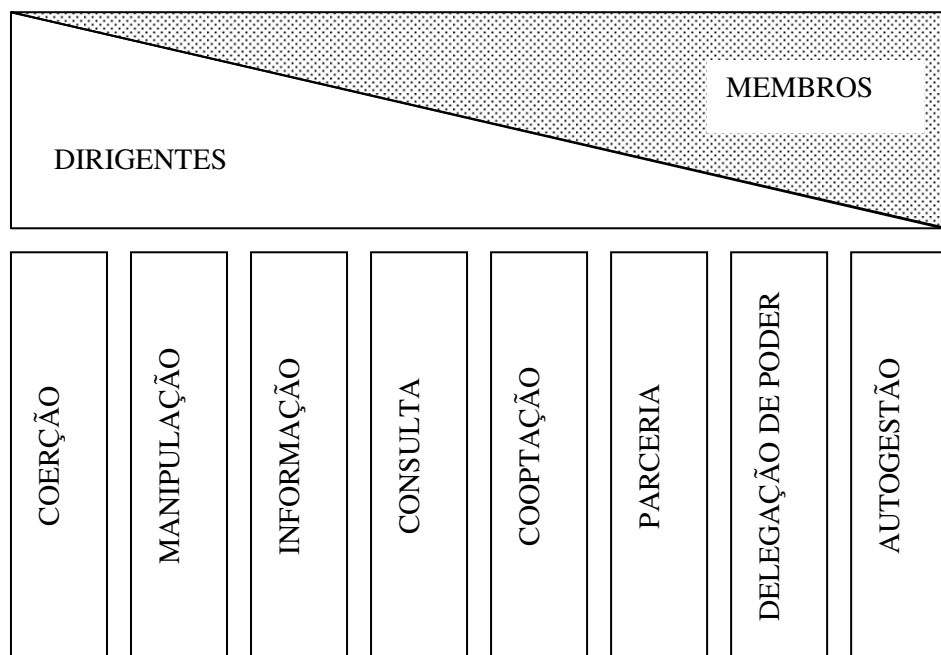 MEMBROS
DIRIGENTES
COERÇÃO
MANIPULAÇÃO
INFORMAÇÃO
CONSULTA
COOPTAÇÃO
PARCERIA
DELEGAÇÃO DE PODER
AUTOGESTÃO